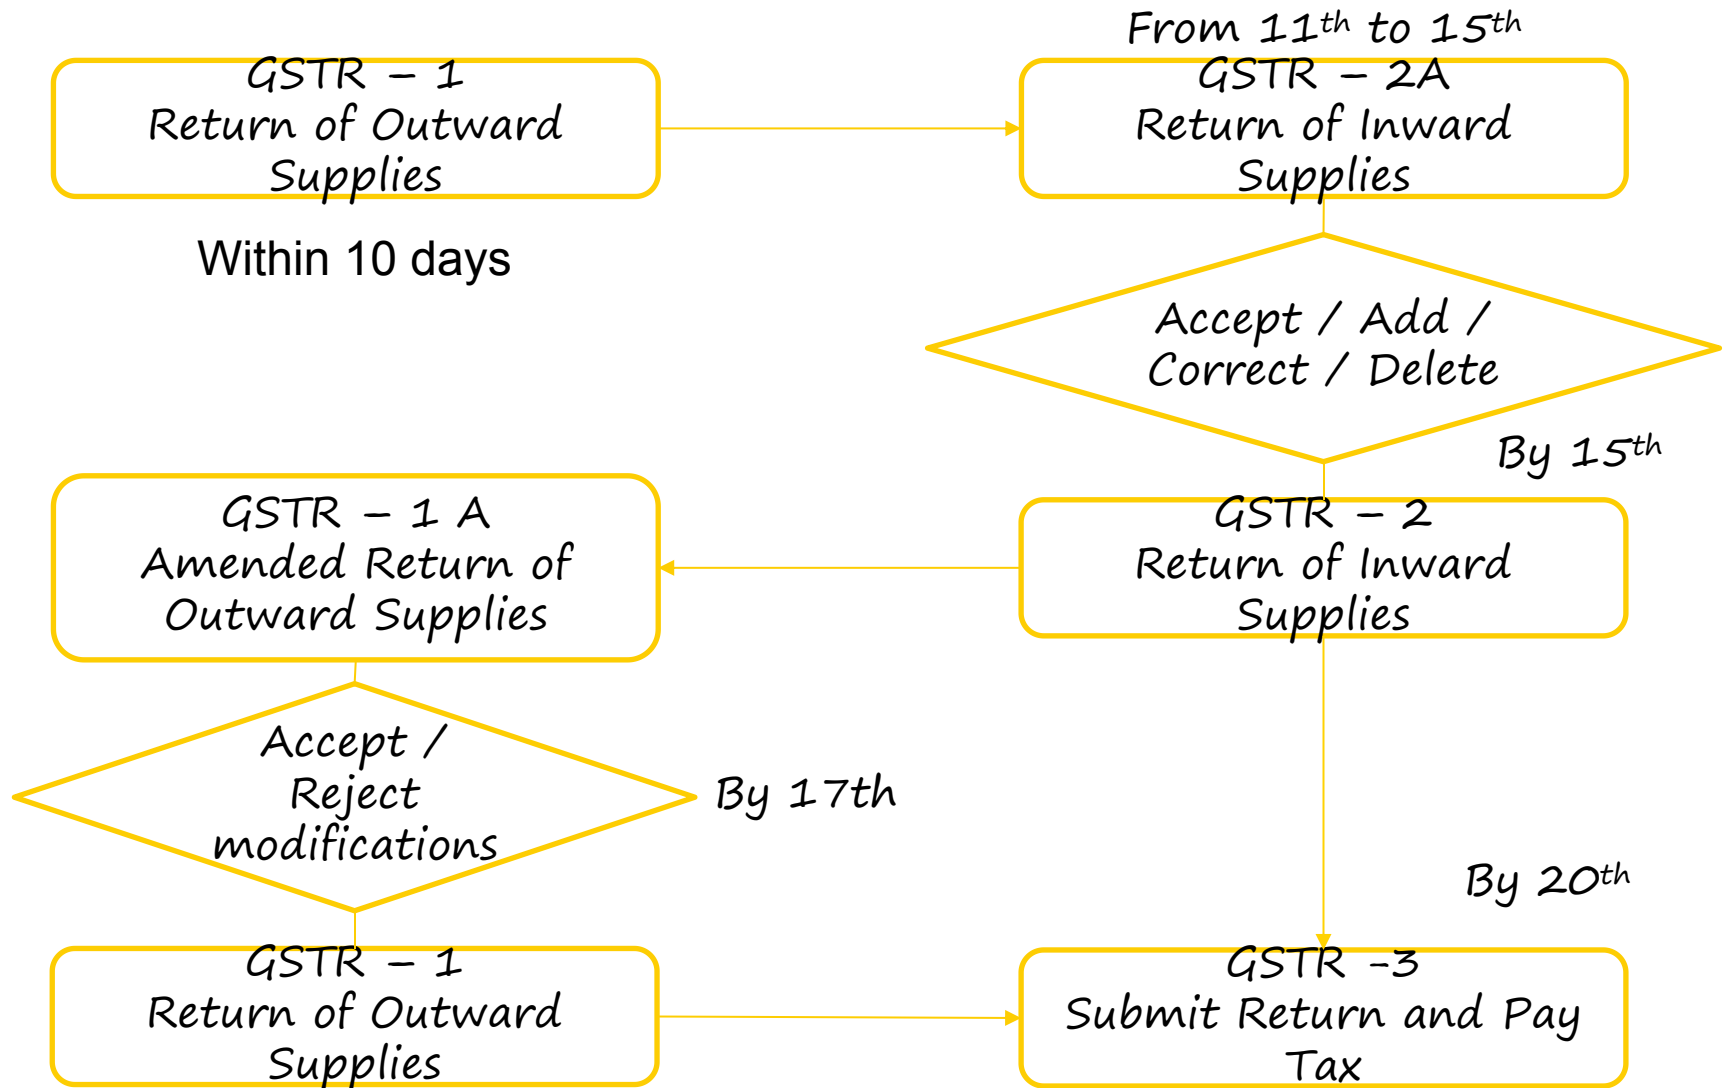 From 11th to 15th
GSTR – 1
Return of Outward
Supplies
Within 10 days
GSTR – 2A
Return of Inward
Supplies
Accept / Add /
Correct / Delete
By 15th
GSTR – 2
Return of Inward
Supplies
GSTR – 1 A
Amended Return of
Outward Supplies
Accept /
Reject
modifications
By 17th
By 20th
GSTR – 1
Return of Outward
Supplies
GSTR -3
Submit Return and Pay
Tax